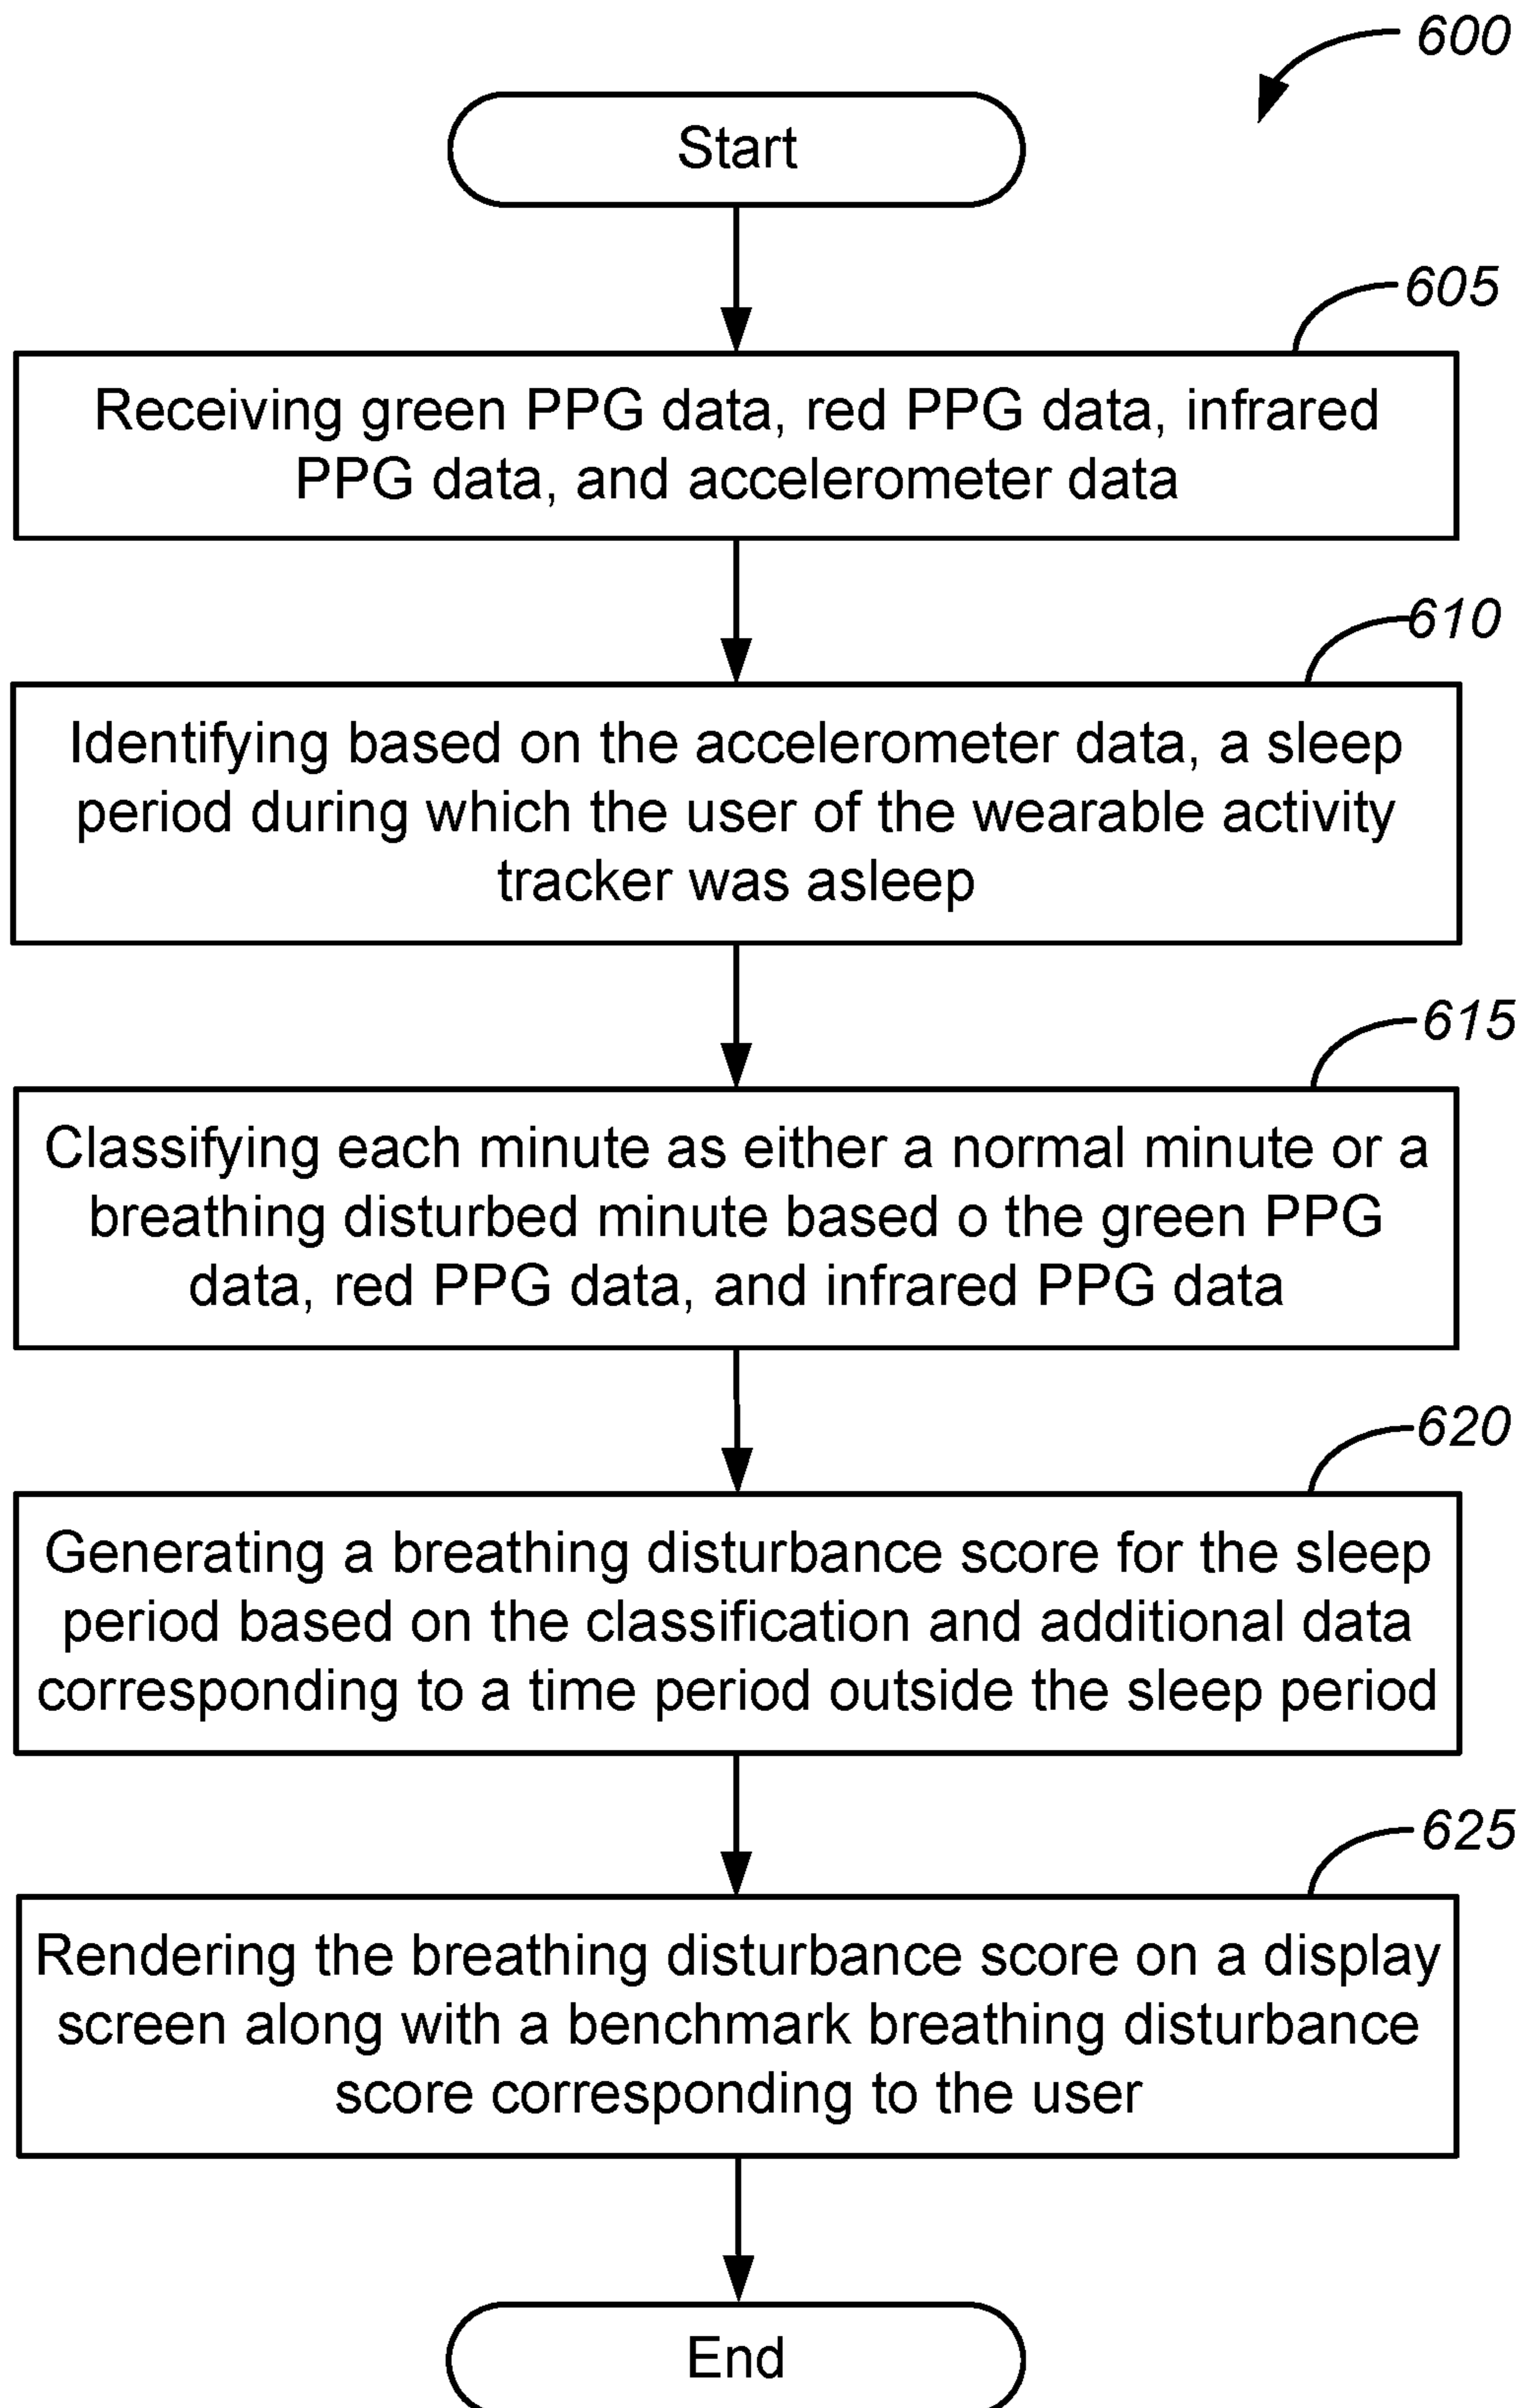 600
Start
605
Receiving green PPG data, red PPG data, infrared
PPG data, and accelerometer data
610
Identifying based on the accelerometer data, a sleep
period during which the user of the wearable activity
tracker was asleep
615
Classifying each minute as either a normal minute or a
breathing disturbed minute based o the green PPG
data, red PPG data, and infrared PPG data
620
Generating a breathing disturbance score for the sleep
period based on the classification and additional data
corresponding to a time period outside the sleep period
625
Rendering the breathing disturbance score on a display
screen along with a benchmark breathing disturbance
score corresponding to the user
End